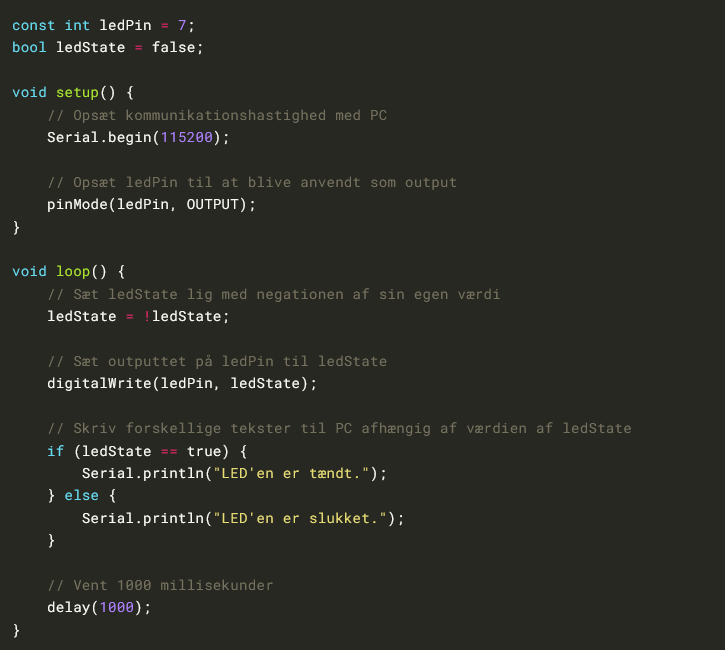 const int ledPin = 7;
bool ledState = false;

void setup() {
    // Opsæt kommunikationshastighed med PC
    Serial.begin(115200);

    // Opsæt ledPin til at blive anvendt som output
    pinMode(ledPin, OUTPUT);
}

void loop() {
    // Sæt ledState lig med negationen af sin egen værdi
    ledState = !ledState;

    // Sæt outputtet på ledPin til ledState
    digitalWrite(ledPin, ledState);

    // Skriv forskellige tekster til PC afhængig af værdien af ledState
    if (ledState == true) {
        Serial.println("LED'en er tændt.");
    } else {
        Serial.println("LED'en er slukket.");
    }

    // Vent 1000 millisekunder
    delay(1000);
}